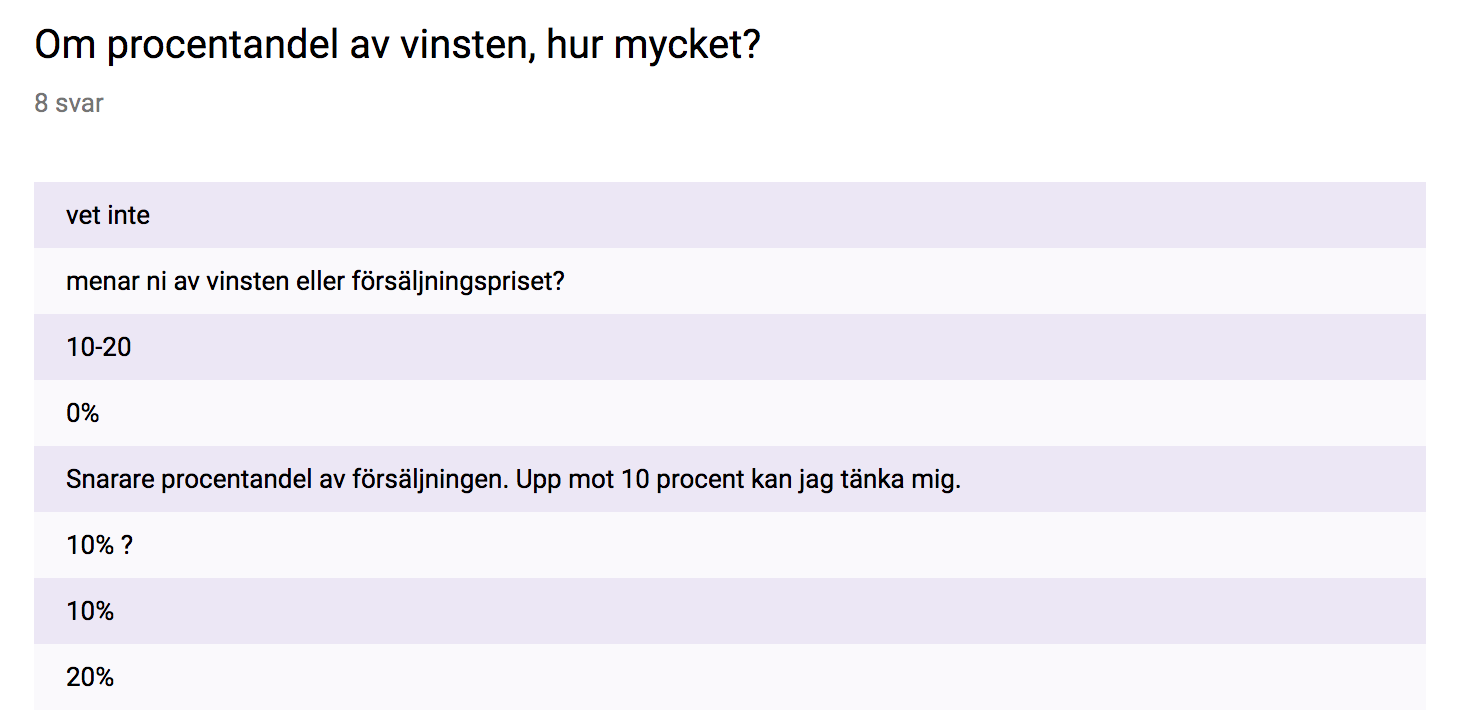 Om procentandel av vinsten, hur mycket?
8 svar
vet inte
menar ni av vinsten eller försäljningspriset?
10-20
0%
Snarare procentandel av försäljningen. Upp mot 10 procent kan jag tänka mig.
10% ?
10%
20%